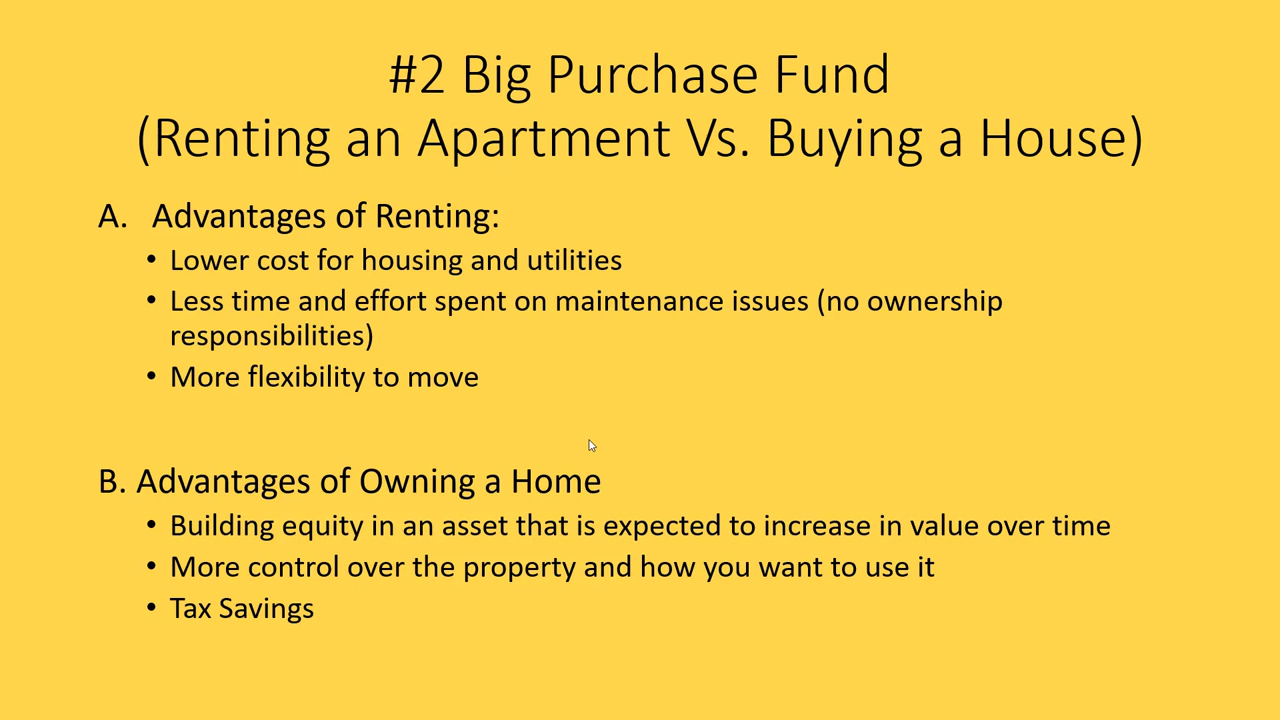 #2 Big Purchase Fund
(Renting an Apartment Vs. Buying a House)
A. Advantages of Renting:
• Lower cost for housing and utilities
• Less time and effort spent on maintenance issues (no ownership
responsibilities)
• More flexibility to move
B. Advantages of Owning a Home
• Building equity in an asset that is expected to increase in value over time
• More control over the property and how you want to use it
• Tax Savings